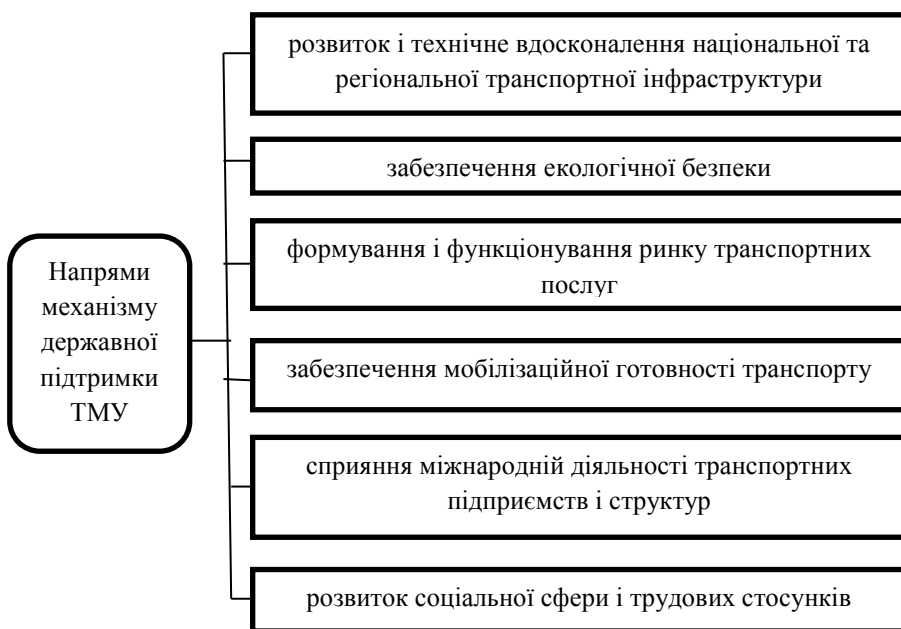 Напрями
механізму
державної
підтримки
ТМУ
розвиток і технічне вдосконалення національної та
регіональної транспортної інфраструктури
забезпечення екологічної безпеки
формування і функціонування ринку транспортних
послуг
забезпечення мобілізаційної готовності транспорту
сприяння міжнародній діяльності транспортних
підприємств і структур
розвиток соціальної сфери і трудових стосунків